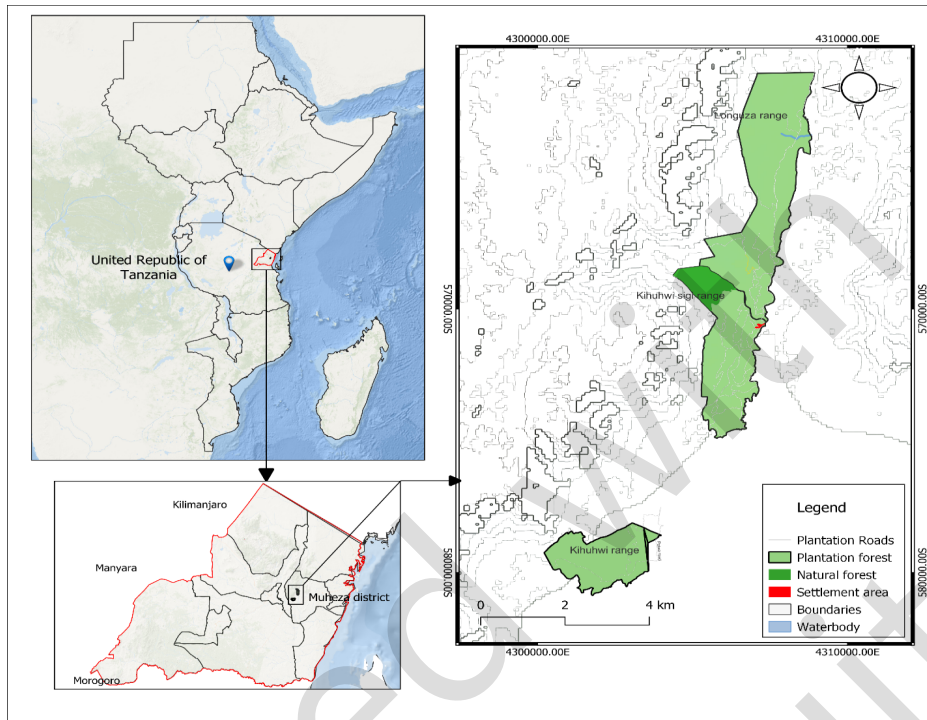 United Republic of
Tanzania
Kilimanjaro
Manyara
Muheza district
Morogoro
4300000.00E
4310000.00E
570000.00S
570000.00S
580000.00S
580000.00S
Longuza range
Kihuhwi sigi range
Kihuhwi range
0 2 4 km
Legend
Plantation Roads
Plantation forest
Natural forest
Settlement area
Boundaries
Waterbody
4300000.00E
4310000.00E
ed with